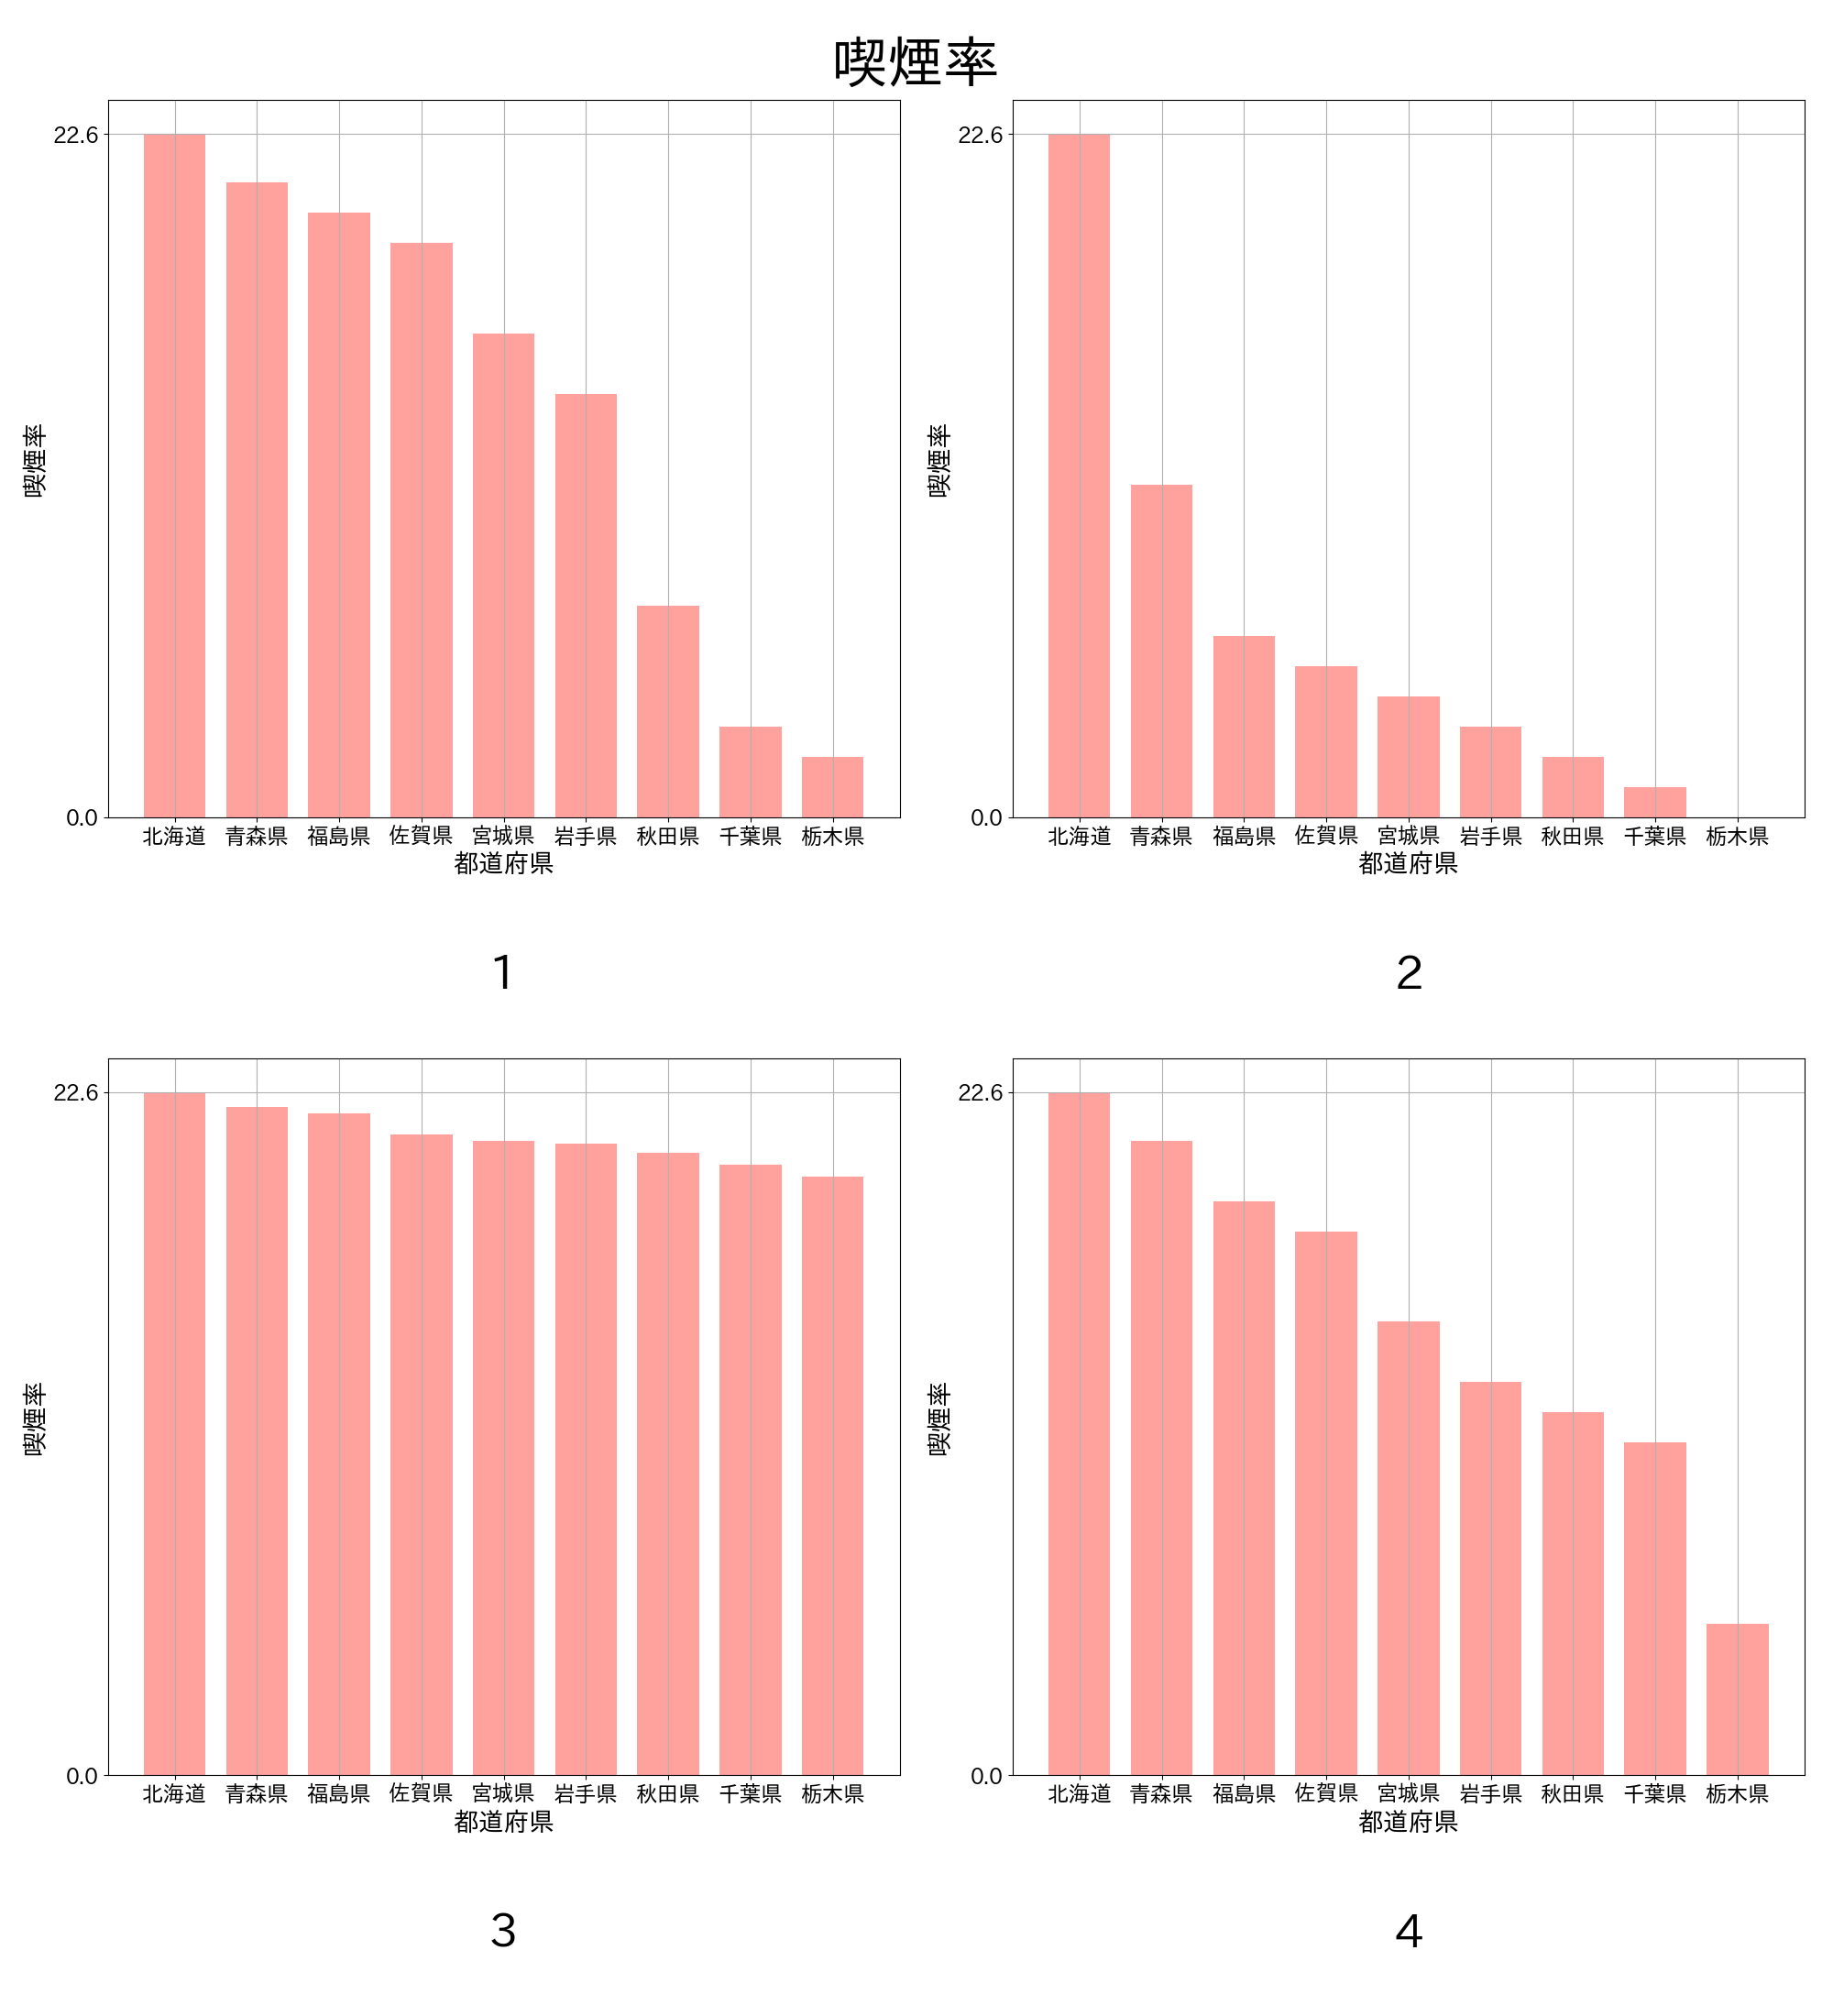 喫煙率
22.6
0.0
喫煙率
北海道 青森県 福島県 佐賀県 宮城県 岩手県 秋田県 千葉県 栃木県
都道府県
1
22.6
0.0
喫煙率
北海道 青森県 福島県 佐賀県 宮城県 岩手県 秋田県 千葉県 栃木県
都道府県
2
22.6
0.0
喫煙率
北海道 青森県 福島県 佐賀県 宮城県 岩手県 秋田県 千葉県 栃木県
都道府県
3
22.6
0.0
喫煙率
北海道 青森県 福島県 佐賀県 宮城県 岩手県 秋田県 千葉県 栃木県
都道府県
4